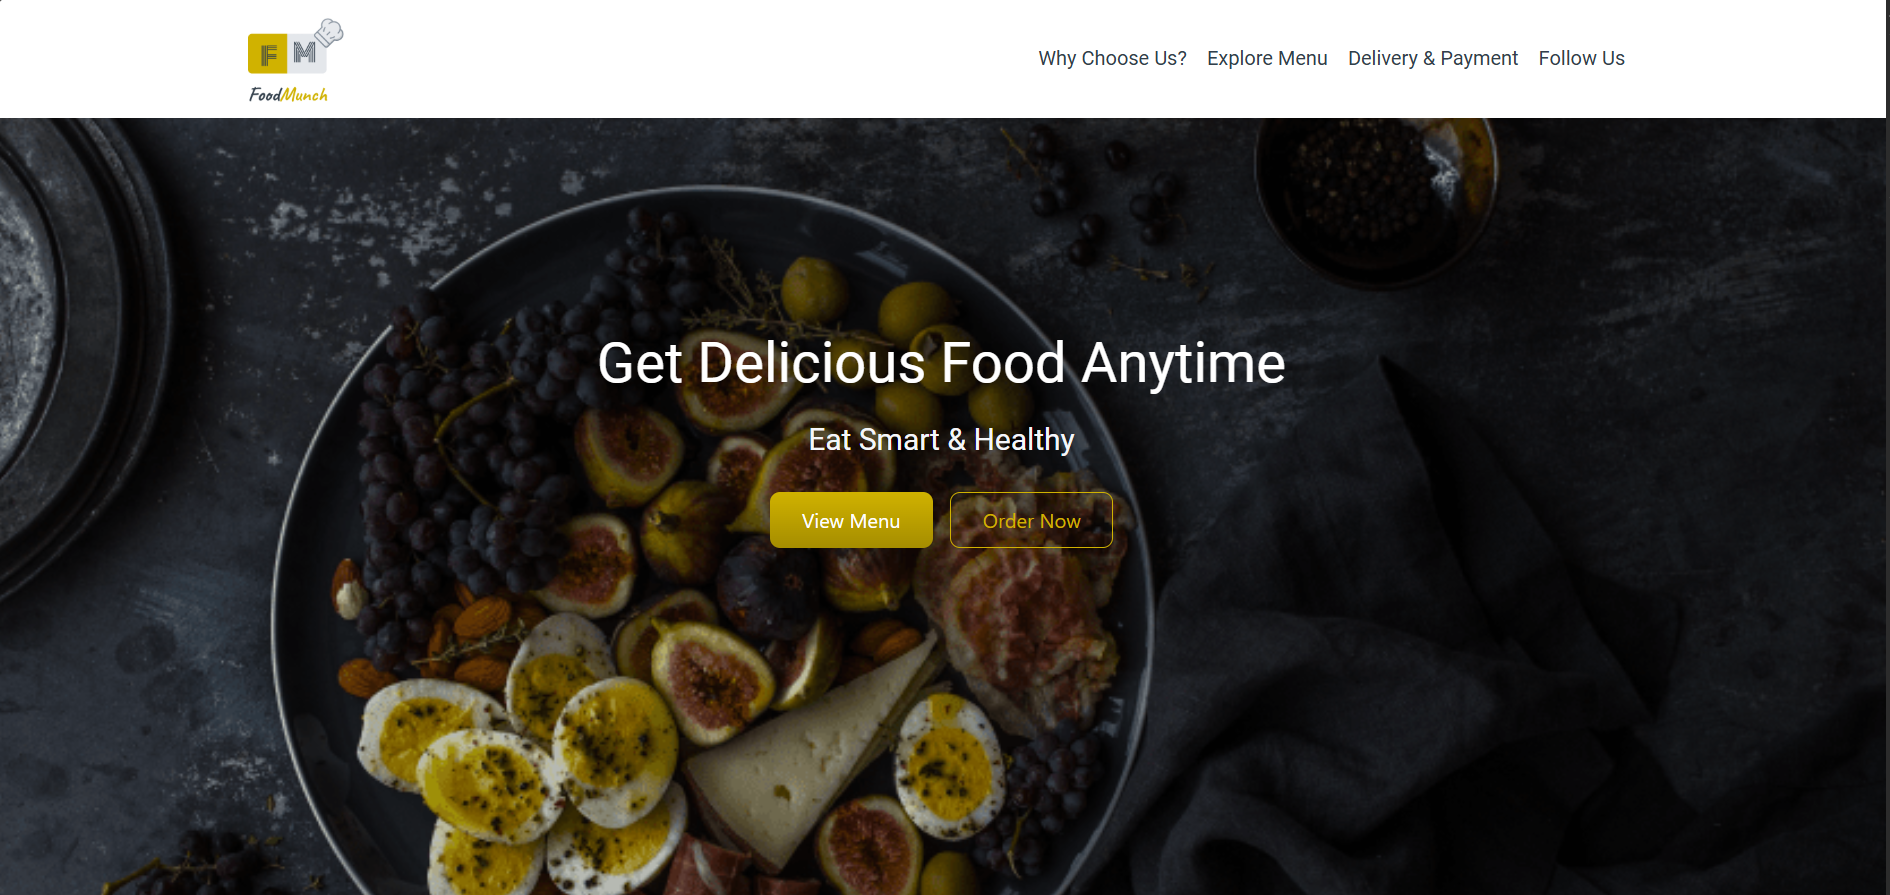 FM
FoodMunch
Why Choose Us? Explore Menu Delivery & Payment Follow Us
Get Delicious Food Anytime
Eat Smart & Healthy
View Menu Order Now